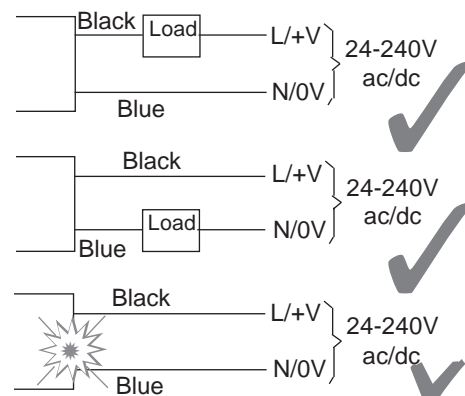 Black
Load
L/+V
24-240V
ac/dc
N/0V
Blue
Black
L/+V
24-240V
ac/dc
Load
N/0V
Blue
Black
L/+V
24-240V
ac/dc
N/0V
Blue